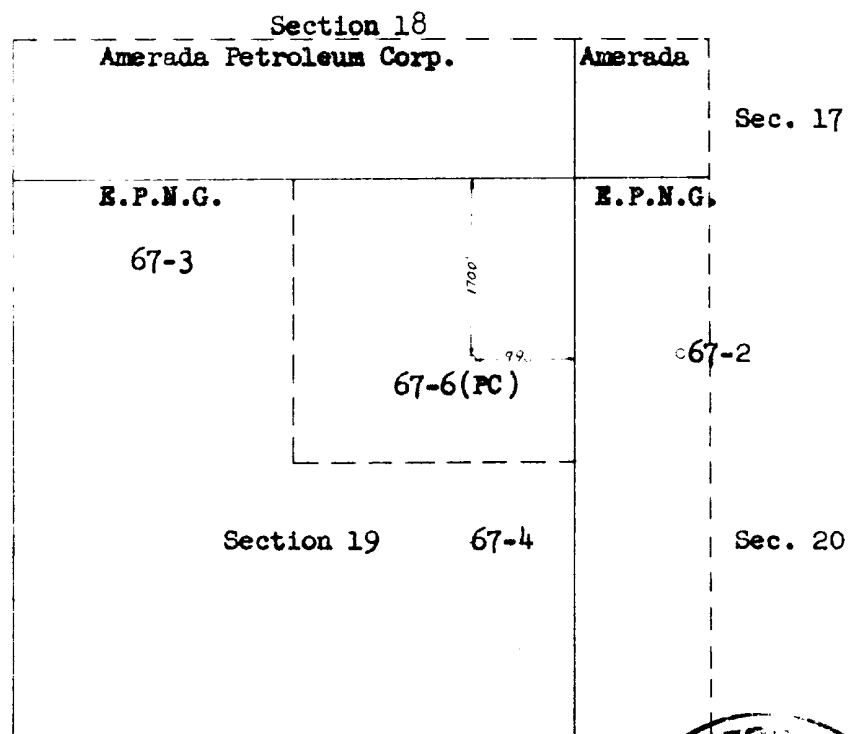 Section 18
Amerada Petroleum Corp.
Amerada
Sec. 17
E.P.N.G.
E.P.N.G.
67-3
1700'
99
67-2
67-6(PC)
Section 19
67-4
Sec. 20